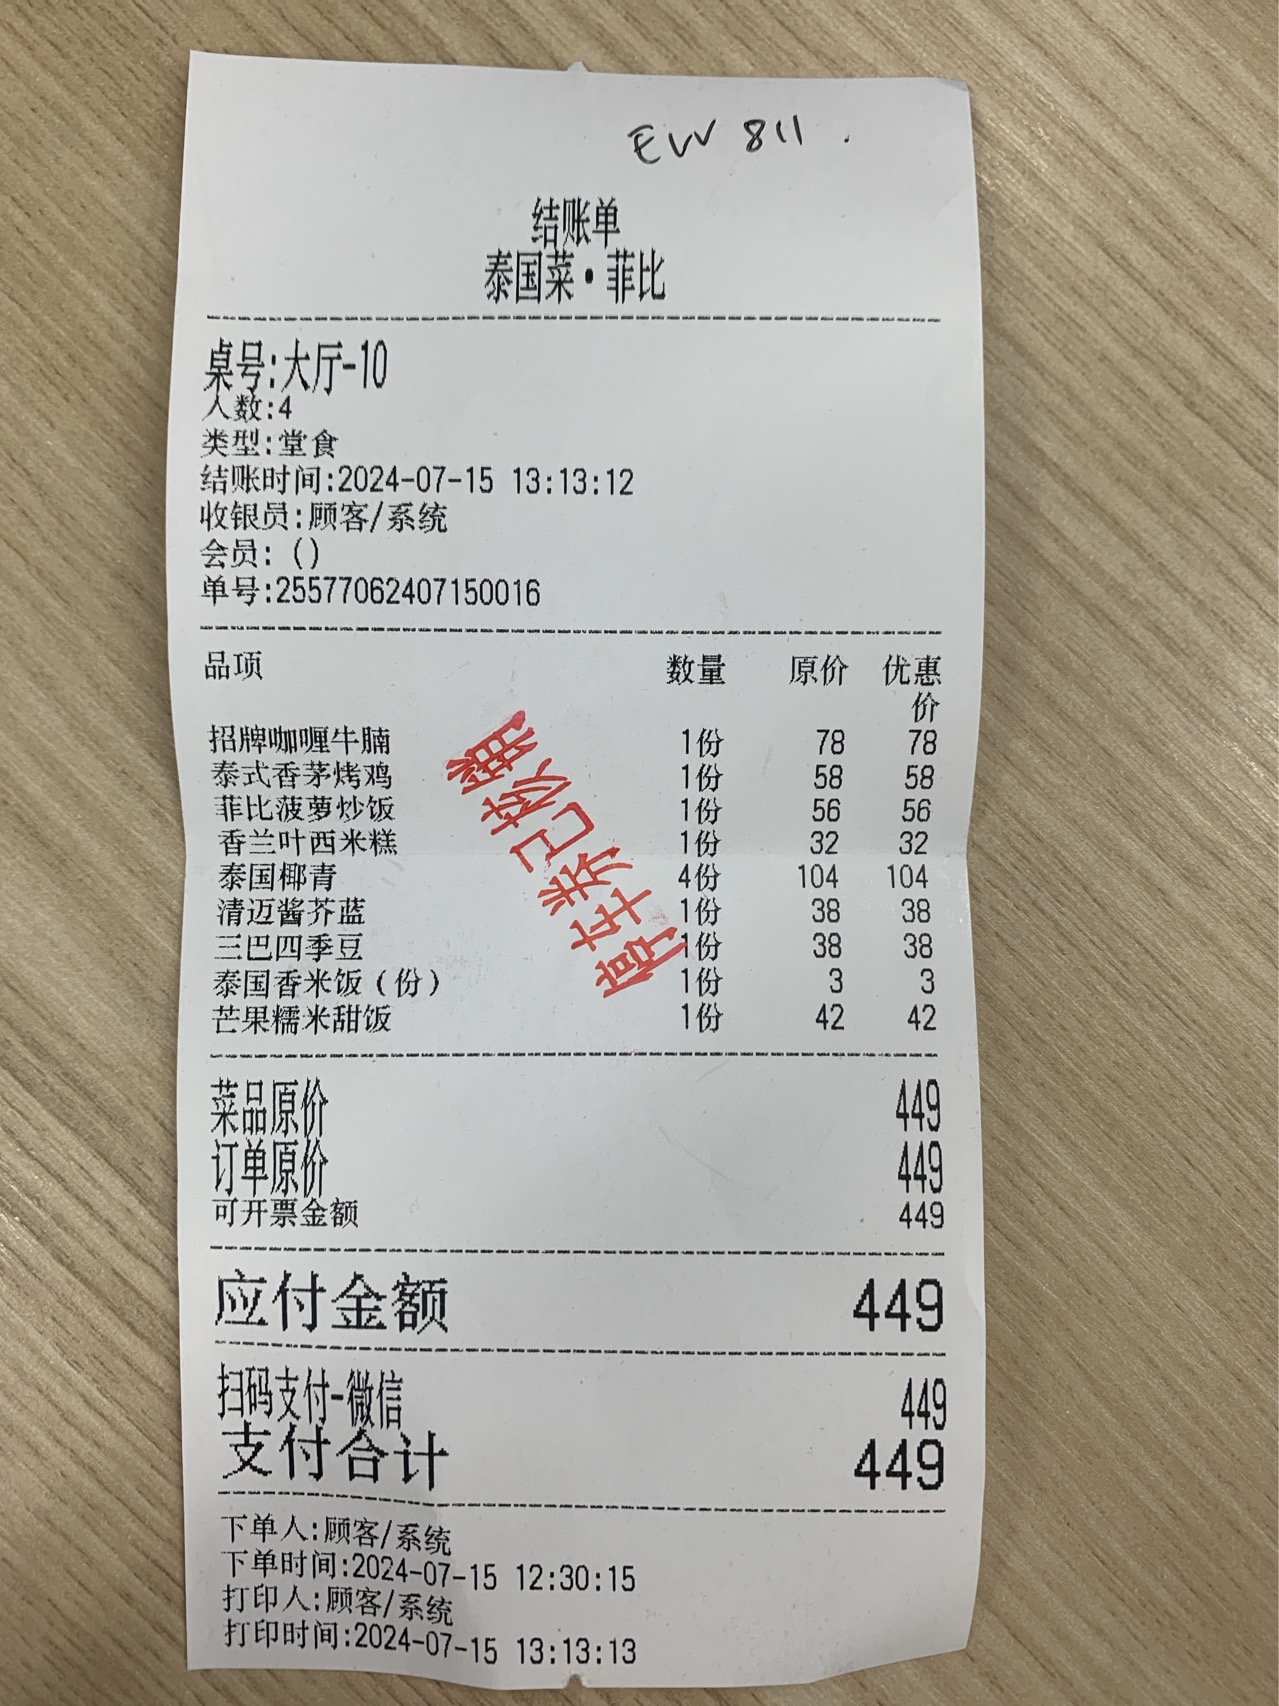 EW 811 .
结账单
泰国菜·菲比
桌号:大厅-10
人数:4
类型:堂食
结账时间:2024-07-15 13:13:12
收银员:顾客/系统
会员:()
单号:25577062407150016
品项 数量 原价 优惠价
招牌咖喱牛腩 1份 78 78
泰式香茅烤鸡 1份 58 58
菲比菠萝炒饭 1份 56 56
香兰叶西米糕 1份 32 32
泰国椰青 4份 104 104
清迈酱芥蓝 1份 38 38
三巴四季豆 1份 38 38
泰国香米饭(份) 1份 3 3
芒果糯米甜饭 1份 42 42
停车券已核销
菜品原价 449
订单原价 449
可开票金额 449
应付金额 449
扫码支付-微信 449
支付合计 449
下单人:顾客/系统
下单时间:2024-07-15 12:30:15
打印人:顾客/系统
打印时间:2024-07-15 13:13:13